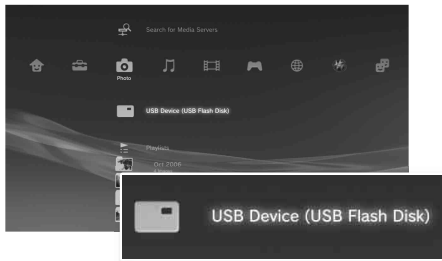 Search for Media Servers
Photo
USB Device (USB Flash Disk)
Playlists
Oct 2006
USB Device (USB Flash Disk)